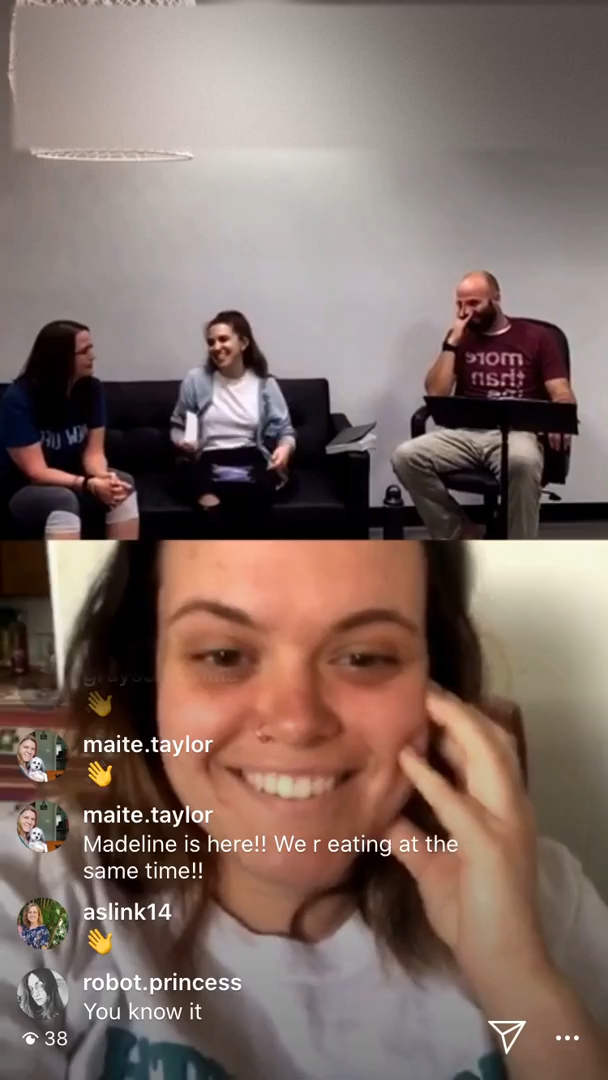 more
than
maite.taylor
maite.taylor
Madeline is here!! We r eating at the
same time!!
aslink14
robot.princess
You know it
38